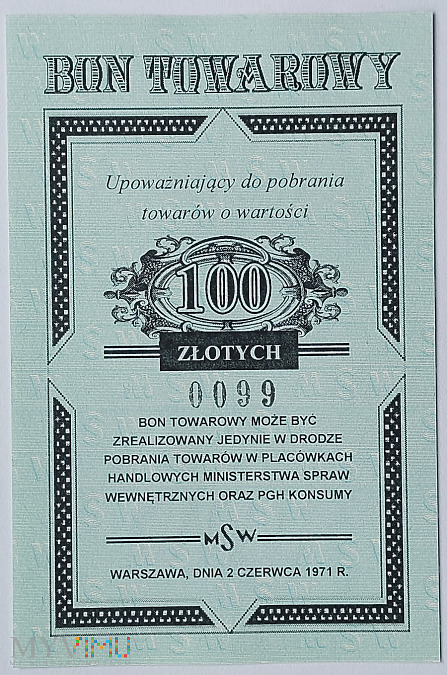 BON TOWAROWY
Upoważniający do pobrania
towarów o wartości
100
ZŁOTYCH
0099
BON TOWAROWY MOŻE BYĆ
ZREALIZOWANY JEDYNIE W DRODZE
POBRANIA TOWARÓW W PLACÓWKACH
HANDLOWYCH MINISTERSTWA SPRAW
WEWNĘTRZNYCH ORAZ PGH KONSUMY
MSW
WARSZAWA, DNIA 2 CZERWCA 1971 R.
MYVIMU